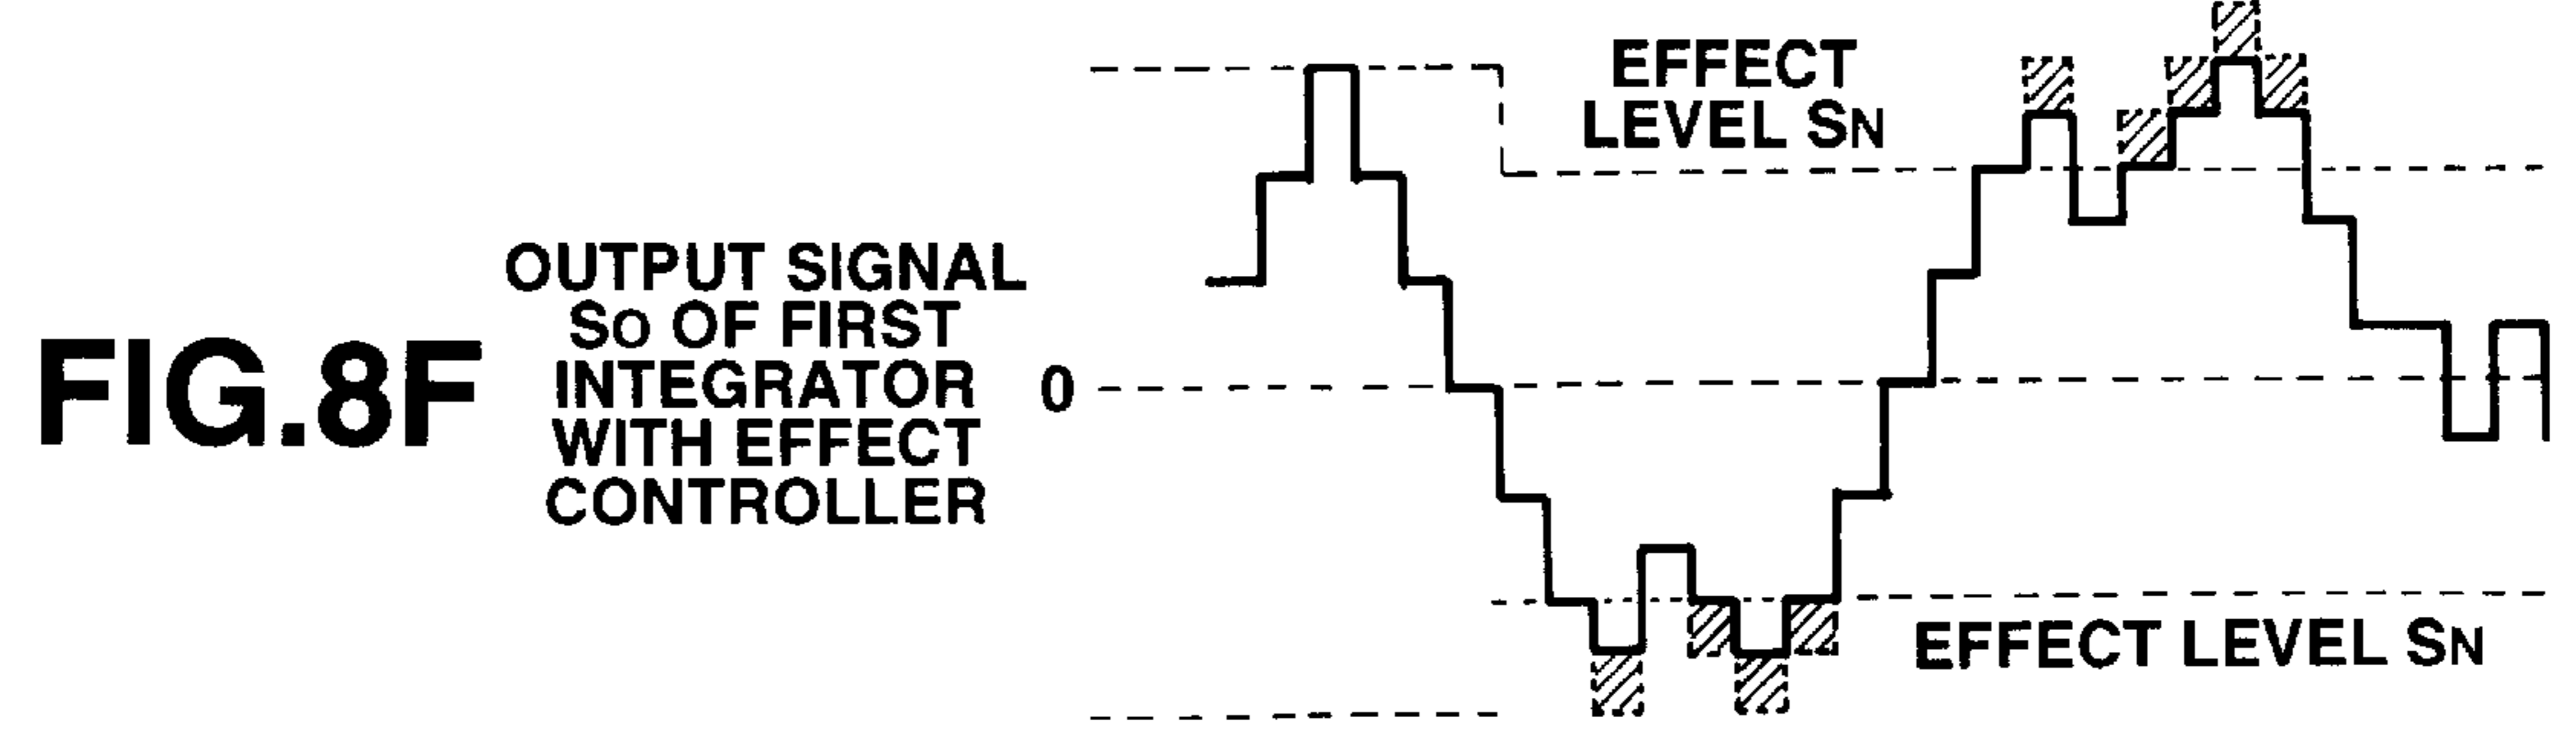 FIG.8F
OUTPUT SIGNAL
SO OF FIRST
INTEGRATOR
WITH EFFECT
CONTROLLER
0
EFFECT
LEVEL SN
EFFECT LEVEL SN